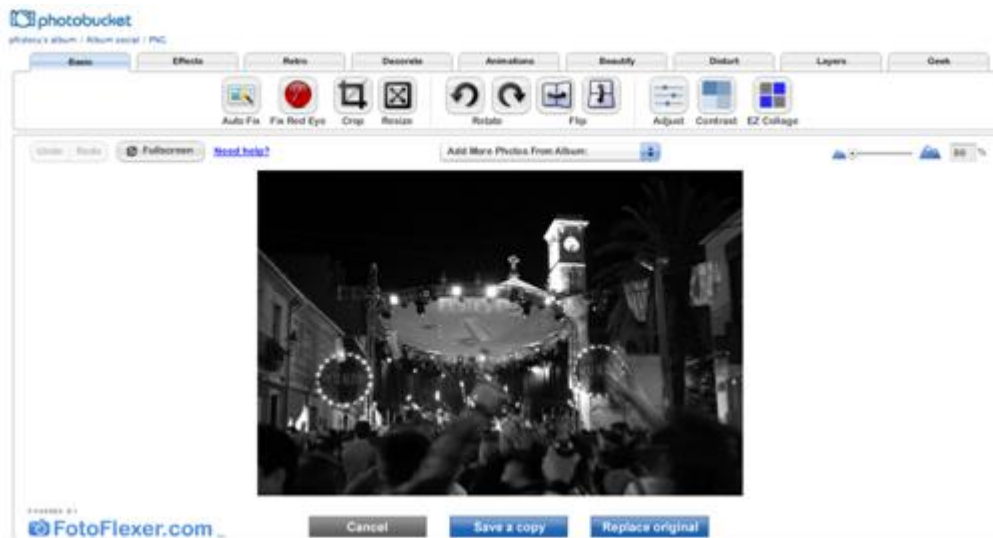 photobucket
Basic Effects Retro Decorate Animations Beautify Distort Layers Geek
Auto Fix Fix Red Eye Crop Resize Rotate Flip Adjust Contrast EZ Collage
Undo Redo Fullscreen Need help? Add More Photos From Album: %
POWERED BY
FotoFlexer.com
Cancel Save a copy Replace original